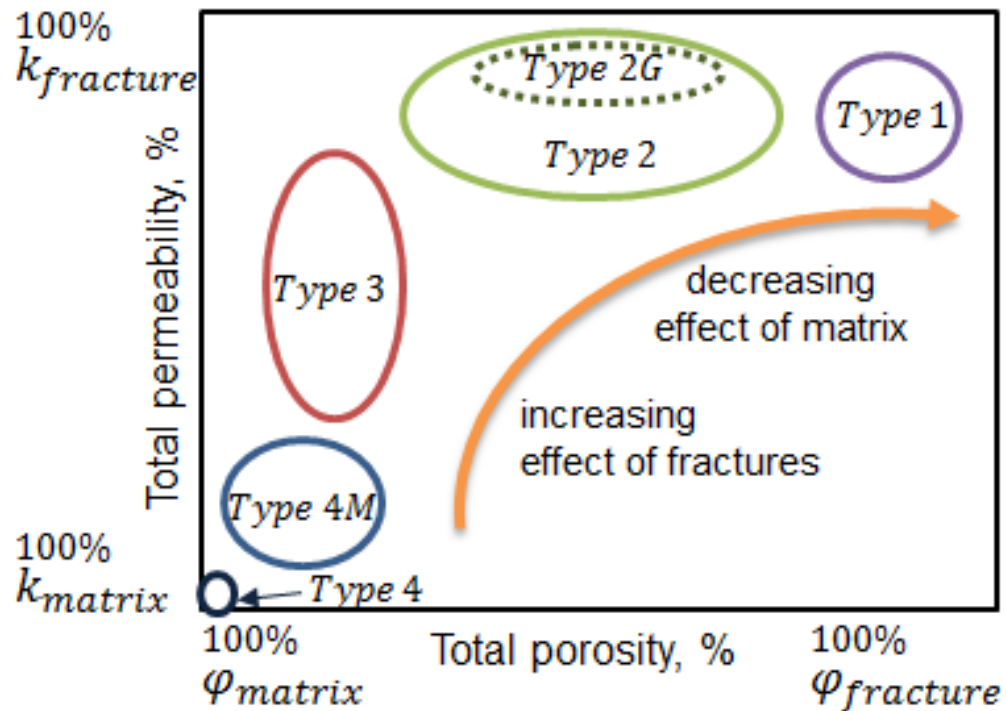 100%
k_fracture
Total permeability, %
100%
k_matrix
Type 2G
Type 2
Type 1
Type 3
decreasing
effect of matrix
increasing
effect of fractures
Type 4M
Type 4
100%
φ_matrix
Total porosity, %
100%
φ_fracture